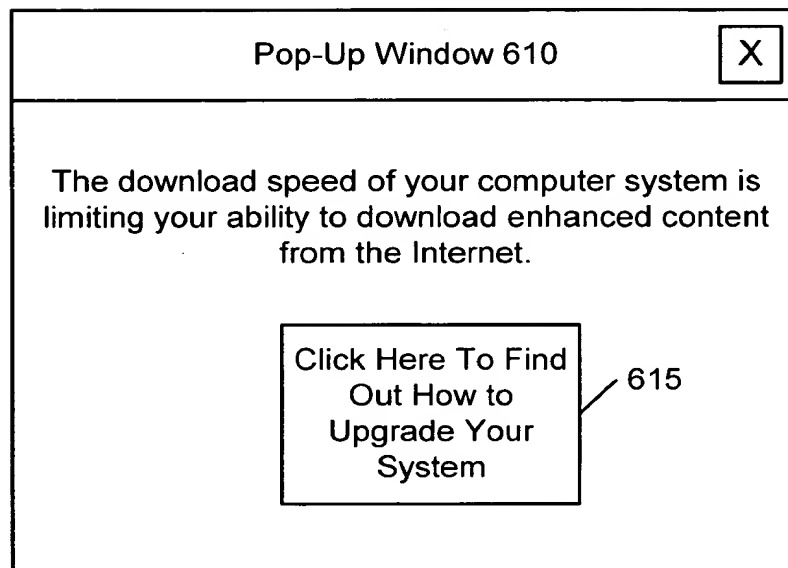 Pop-Up Window 610
X
The download speed of your computer system is
limiting your ability to download enhanced content
from the Internet.
Click Here To Find
Out How to
Upgrade Your
System
615